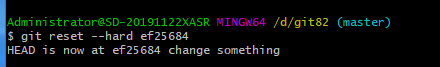 Administrator@SD-20191122XASR MINGW64 /d/git82 (master)
$ git reset --hard ef25684
HEAD is now at ef25684 change something